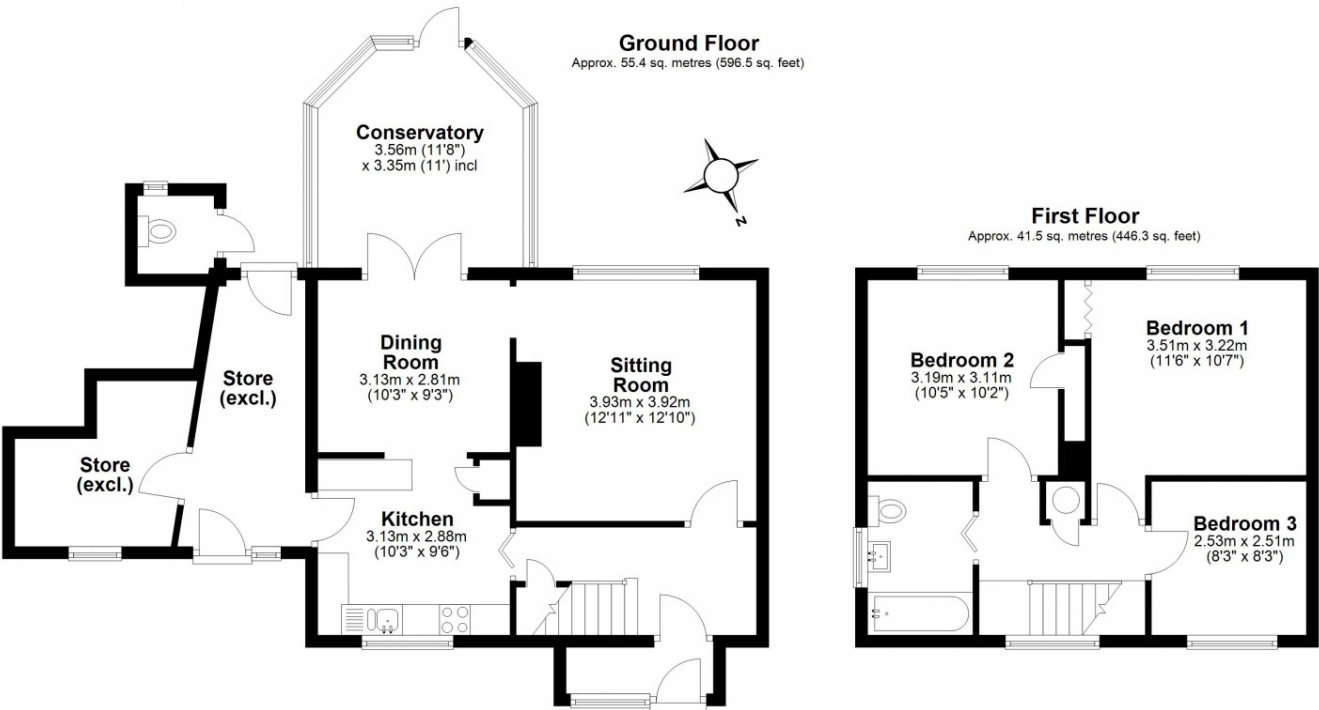 Ground Floor
Approx. 55.4 sq. metres (596.5 sq. feet)
Conservatory
3.56m (11'8")
x 3.35m (11') incl
N
First Floor
Approx. 41.5 sq. metres (446.3 sq. feet)
Dining
Room
3.13m x 2.81m
(10'3" x 9'3")
Sitting
Room
3.93m x 3.92m
(12'11" x 12'10")
Store
(excl.)
Store
(excl.)
Kitchen
3.13m x 2.88m
(10'3" x 9'6")
Bedroom 2
3.19m x 3.11m
(10'5" x 10'2")
Bedroom 1
3.51m x 3.22m
(11'6" x 10'7")
Bedroom 3
2.53m x 2.51m
(8'3" x 8'3")